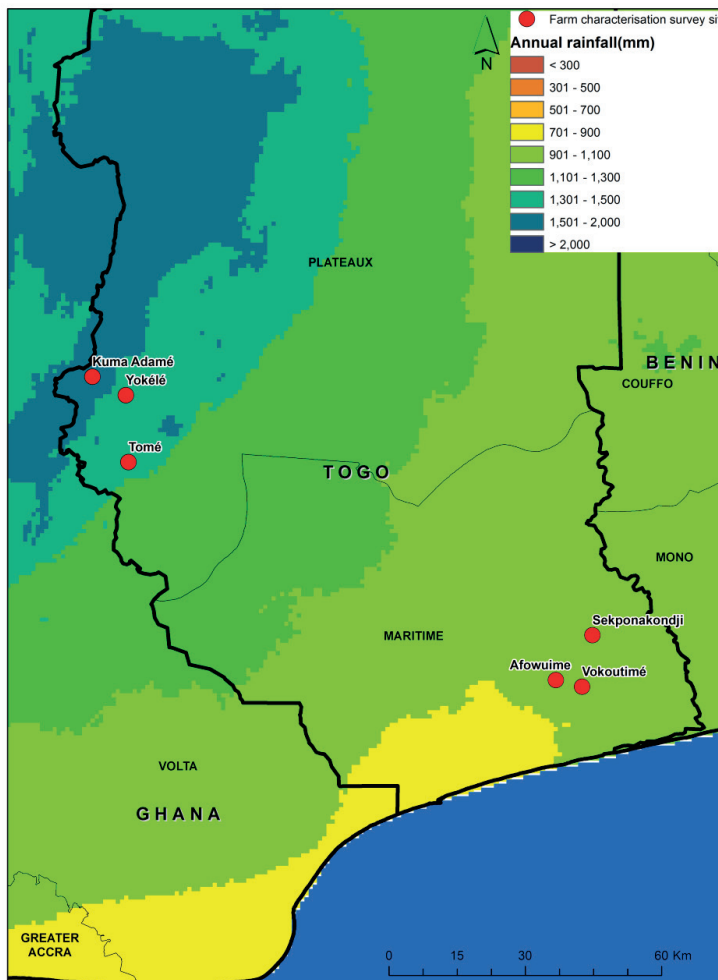 Farm characterisation survey si
Annual rainfall(mm)
< 300
301 - 500
501 - 700
701 - 900
901 - 1,100
1,101 - 1,300
1,301 - 1,500
1,501 - 2,000
> 2,000
N
PLATEAUX
Kuma Adamé
Yokélé
BENIN
COUFFO
Tomé
TOGO
MONO
Sekponakondji
MARITIME
Afowuime
Vokoutimé
VOLTA
GHANA
GREATER
ACCRA
0 15 30 60 Km